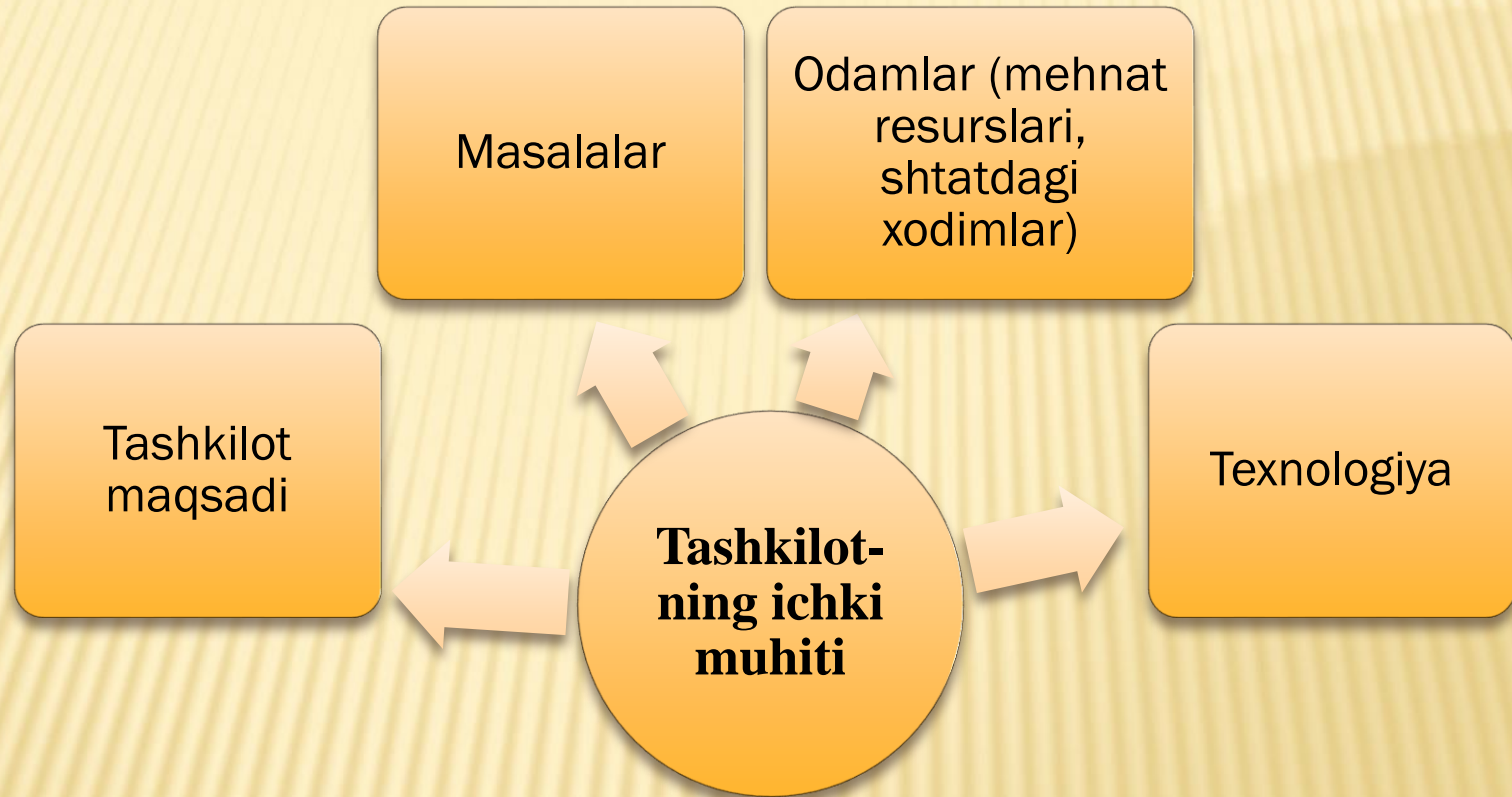 Masalalar
Odamlar (mehnat
resurslari,
shtatdagi
xodimlar)
Tashkilot
maqsadi
Texnologiya
Tashkilot-
ning ichki
muhiti